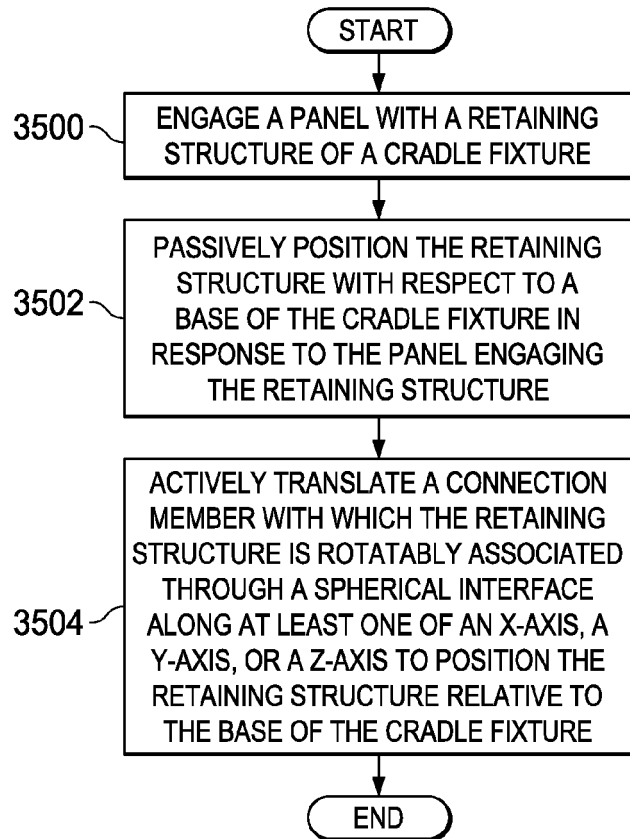 START
3500
ENGAGE A PANEL WITH A RETAINING
STRUCTURE OF A CRADLE FIXTURE
3502
PASSIVELY POSITION THE RETAINING
STRUCTURE WITH RESPECT TO A
BASE OF THE CRADLE FIXTURE IN
RESPONSE TO THE PANEL ENGAGING
THE RETAINING STRUCTURE
3504
ACTIVELY TRANSLATE A CONNECTION
MEMBER WITH WHICH THE RETAINING
STRUCTURE IS ROTATABLY ASSOCIATED
THROUGH A SPHERICAL INTERFACE
ALONG AT LEAST ONE OF AN X-AXIS, A
Y-AXIS, OR A Z-AXIS TO POSITION THE
RETAINING STRUCTURE RELATIVE TO
THE BASE OF THE CRADLE FIXTURE
END